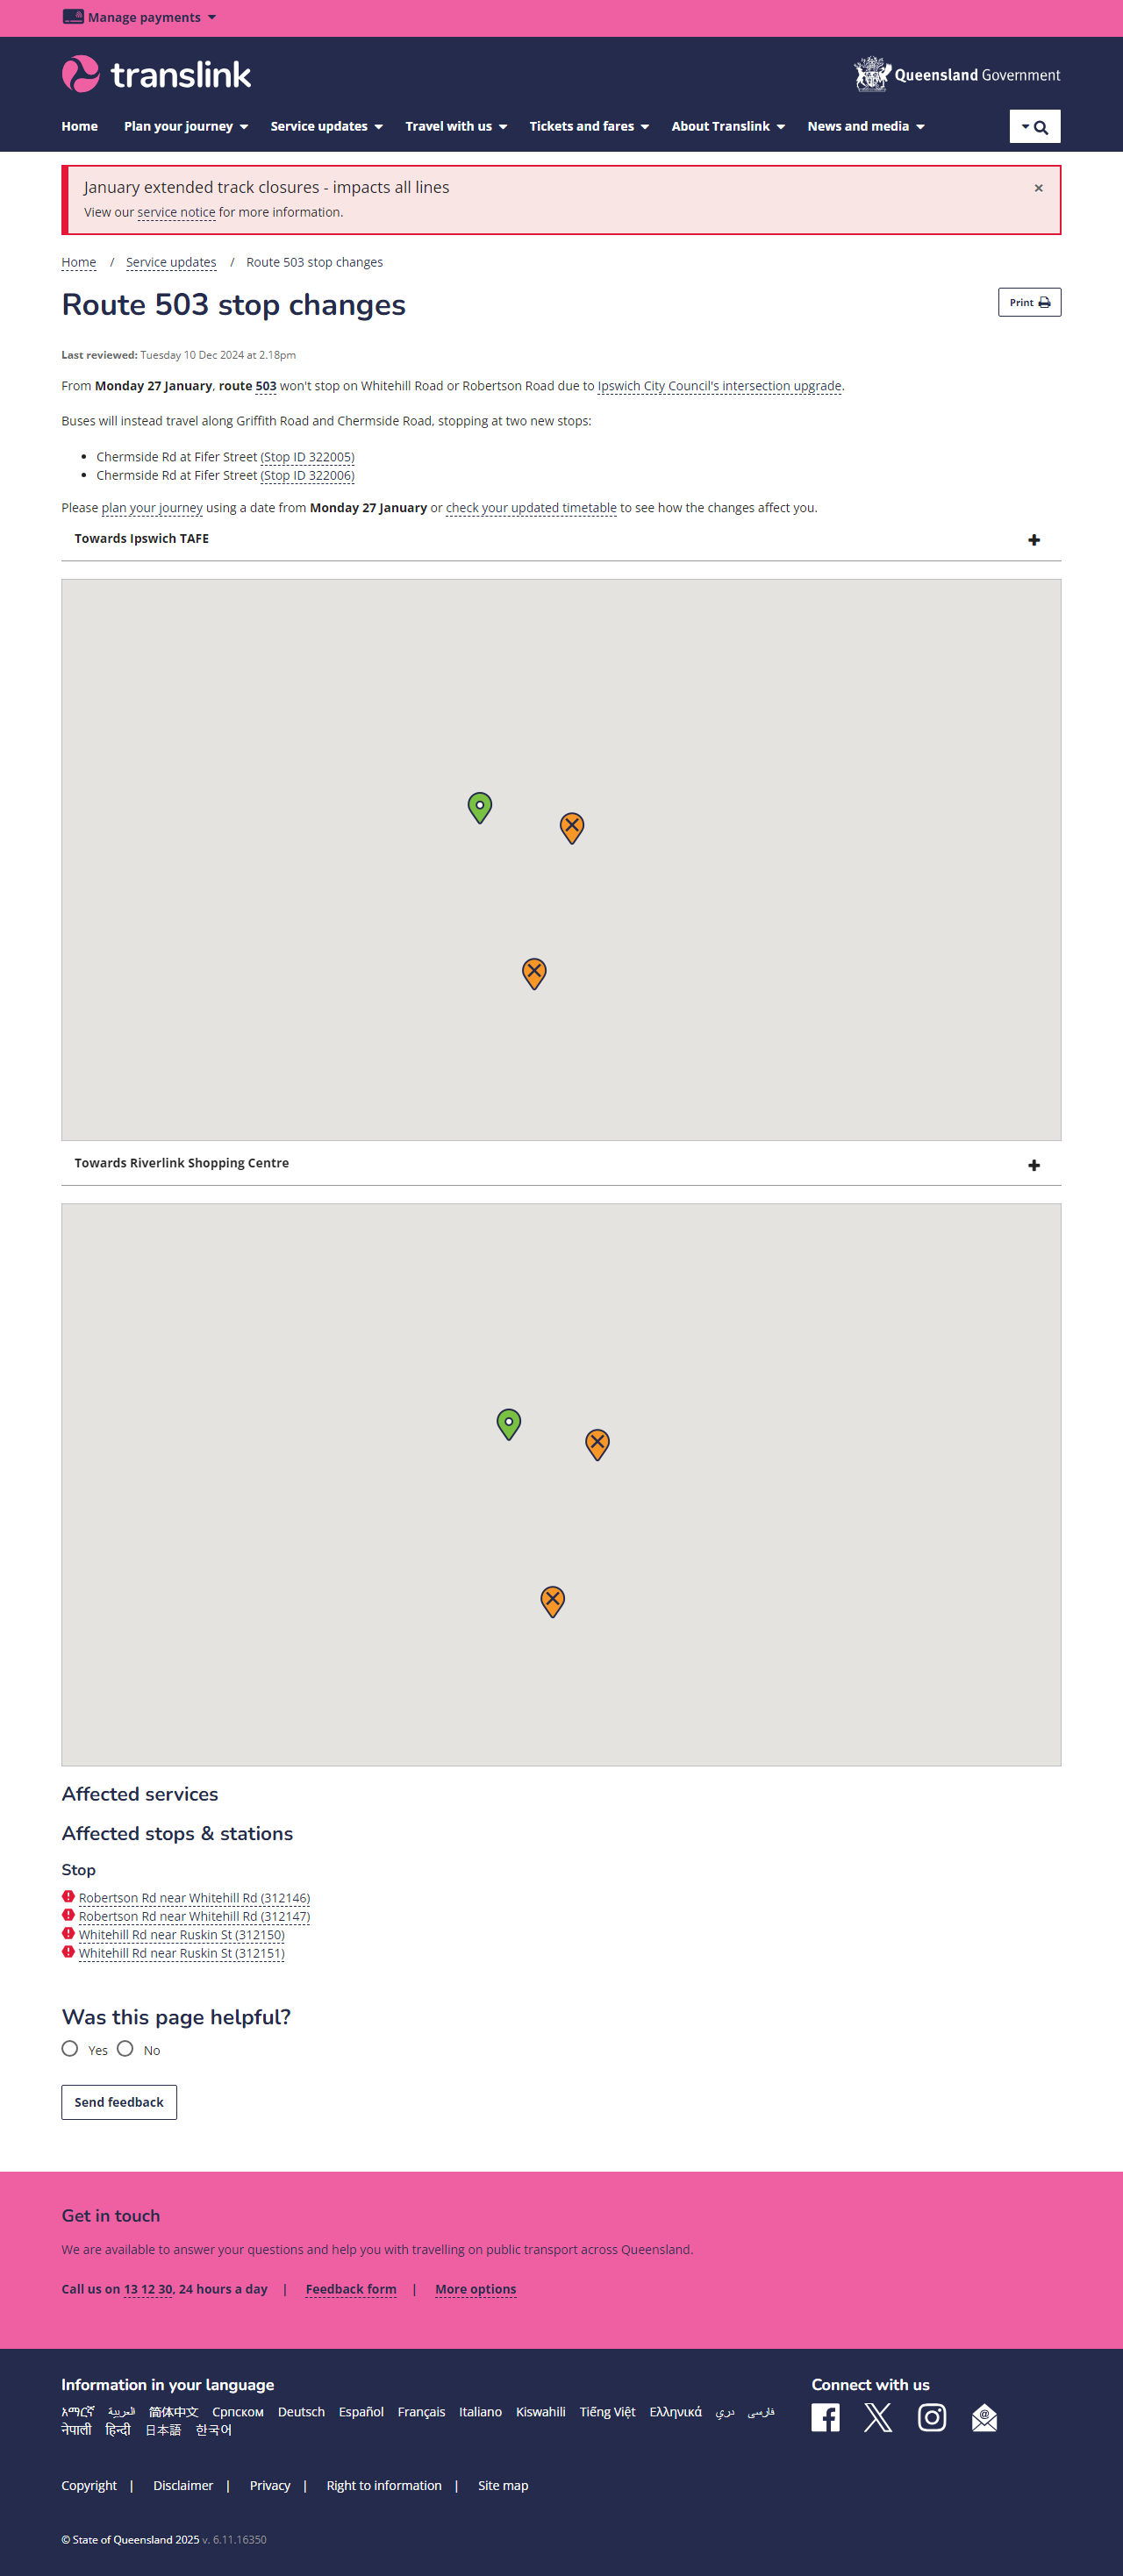 Manage payments
translink
Queensland Government
Home Plan your journey Service updates Travel with us Tickets and fares About Translink News and media
January extended track closures - impacts all lines
×
View our service notice for more information.
Home / Service updates / Route 503 stop changes
Route 503 stop changes
Print
Last reviewed: Tuesday 10 Dec 2024 at 2.18pm
From Monday 27 January, route 503 won't stop on Whitehill Road or Robertson Road due to Ipswich City Council's intersection upgrade.
Buses will instead travel along Griffith Road and Chermside Road, stopping at two new stops:
• Chermside Rd at Fifer Street (Stop ID 322005)
• Chermside Rd at Fifer Street (Stop ID 322006)
Please plan your journey using a date from Monday 27 January or check your updated timetable to see how the changes affect you.
Towards Ipswich TAFE
Towards Riverlink Shopping Centre
Affected services
Affected stops & stations
Stop
Robertson Rd near Whitehill Rd (312146)
Robertson Rd near Whitehill Rd (312147)
Whitehill Rd near Ruskin St (312150)
Whitehill Rd near Ruskin St (312151)
Was this page helpful?
Yes No
Send feedback
Get in touch
We are available to answer your questions and help you with travelling on public transport across Queensland.
Call us on 13 12 30, 24 hours a day | Feedback form | More options
Information in your language
Connect with us
አማርኛ العربية 简体中文 Српском Deutsch Español Français Italiano Kiswahili Tiếng Việt Ελληνικά دري فارسی
नेपाली हिन्दी 日本語 한국어
Copyright | Disclaimer | Privacy | Right to information | Site map
© State of Queensland 2025 v. 6.11.16350